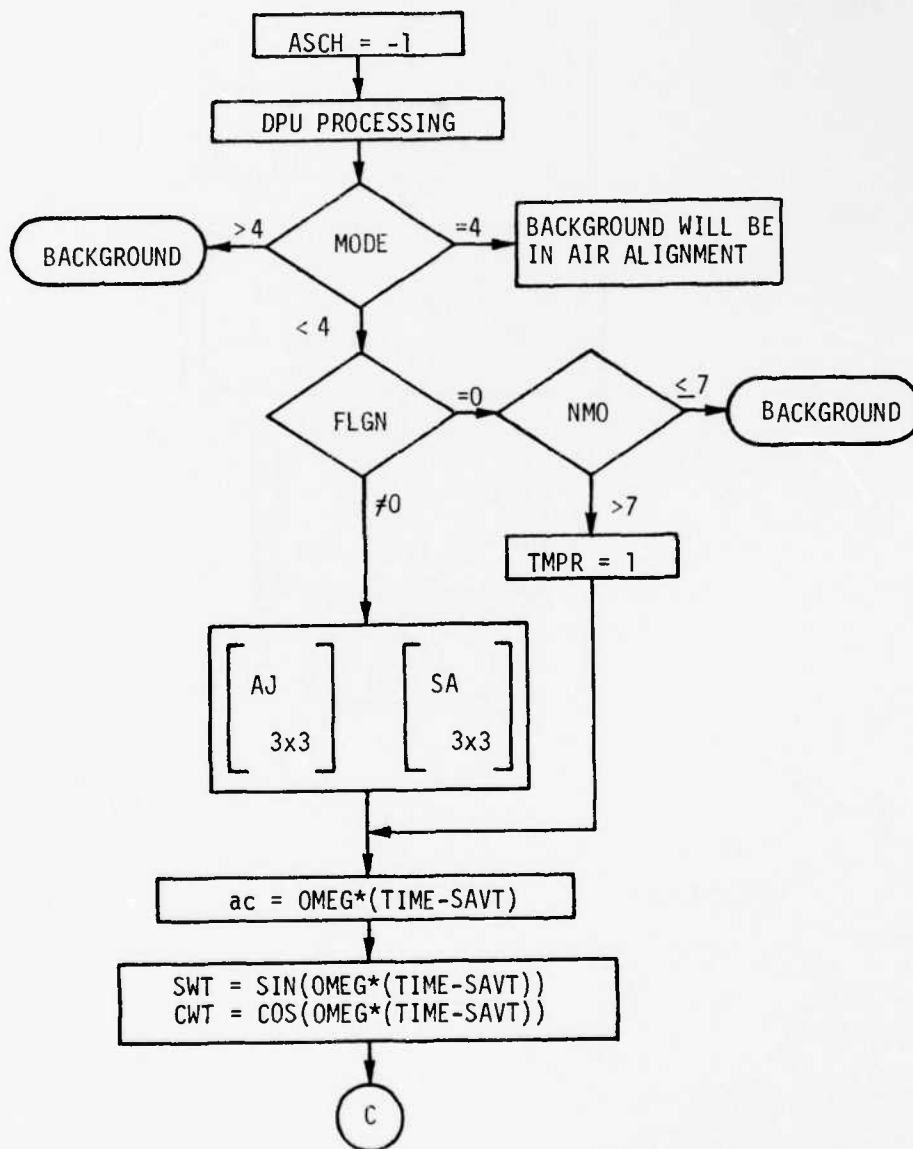 ASCH = -1
DPU PROCESSING
>4
MODE
=4
BACKGROUND
BACKGROUND WILL BE
IN AIR ALIGNMENT
< 4
FLGN
=0
NMO
≤ 7
BACKGROUND
≠0
>7
TMPR = 1
AJ
3x3
SA
3x3
ac = OMEG*(TIME-SAVT)
SWT = SIN(OMEG*(TIME-SAVT))
CWT = COS(OMEG*(TIME-SAVT))
C